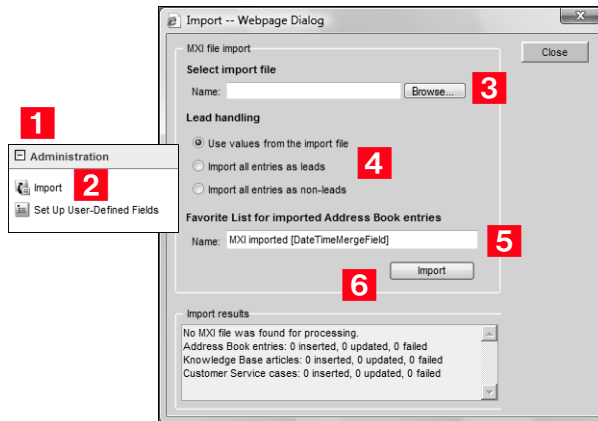 1
Administration
Import
2
Set Up User-Defined Fields
Import -- Webpage Dialog
X
Close
MXI file import
Select import file
Name:
Browse...
3
Lead handling
Use values from the import file
Import all entries as leads
4
Import all entries as non-leads
Favorite List for imported Address Book entries
Name: MXI imported [DateTimeMergeField]
5
6
Import
Import results
No MXI file was found for processing.
Address Book entries: 0 inserted, 0 updated, 0 failed
Knowledge Base articles: 0 inserted, 0 updated, 0 failed
Customer Service cases: 0 inserted, 0 updated, 0 failed